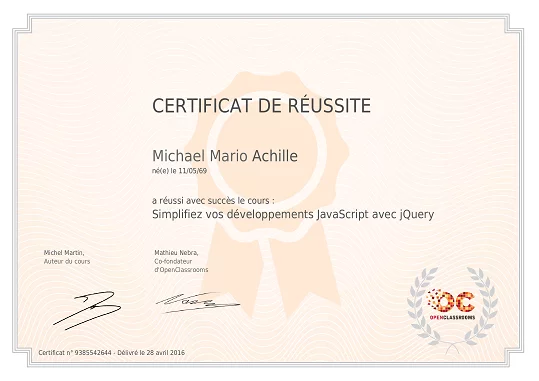 CERTIFICAT DE RÉUSSITE
Michael Mario Achille
né(e) le 11/05/69
a réussi avec succès le cours :
Simplifiez vos développements JavaScript avec jQuery
Michel Martin,
Auteur du cours
Mathieu Nebra,
Co-fondateur
d'OpenClassrooms
OC
OPENCLASSROOMS
Certificat n° 9385542644 - Délivré le 28 avril 2016